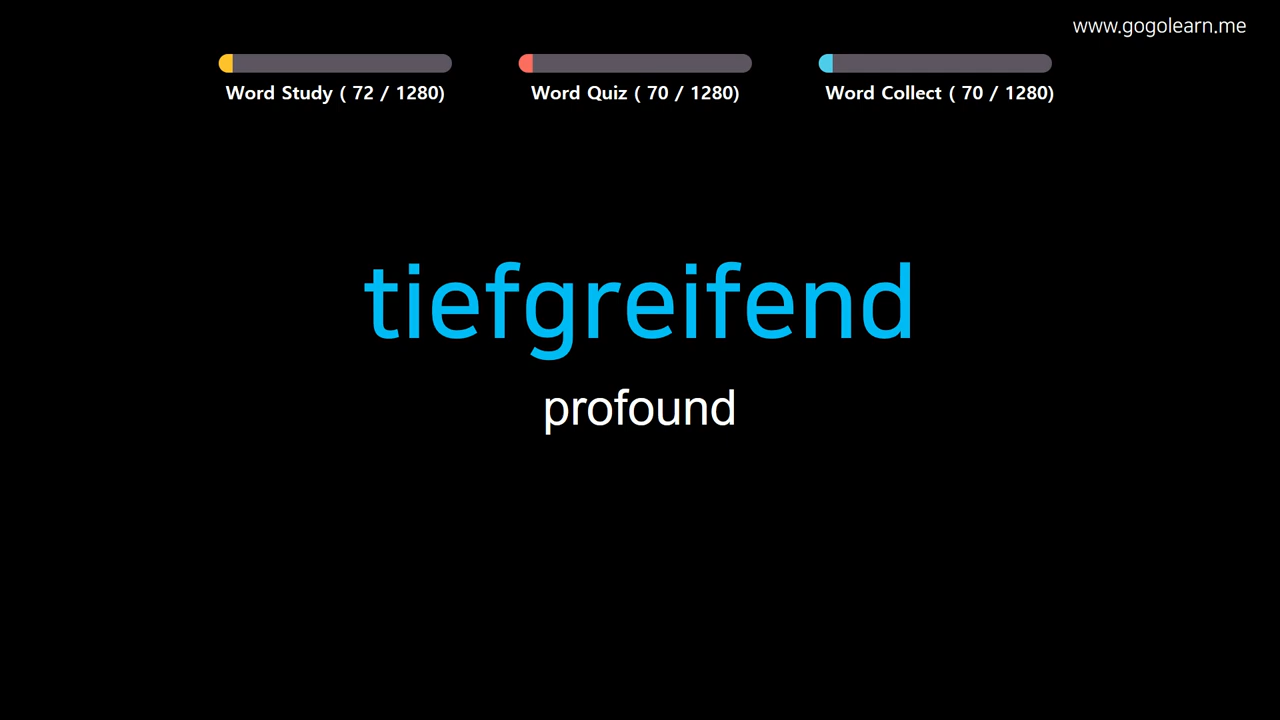 www.gogolearn.me
Word Study ( 72 / 1280)
Word Quiz ( 70 / 1280)
Word Collect ( 70 / 1280)
tiefgreifend
profound